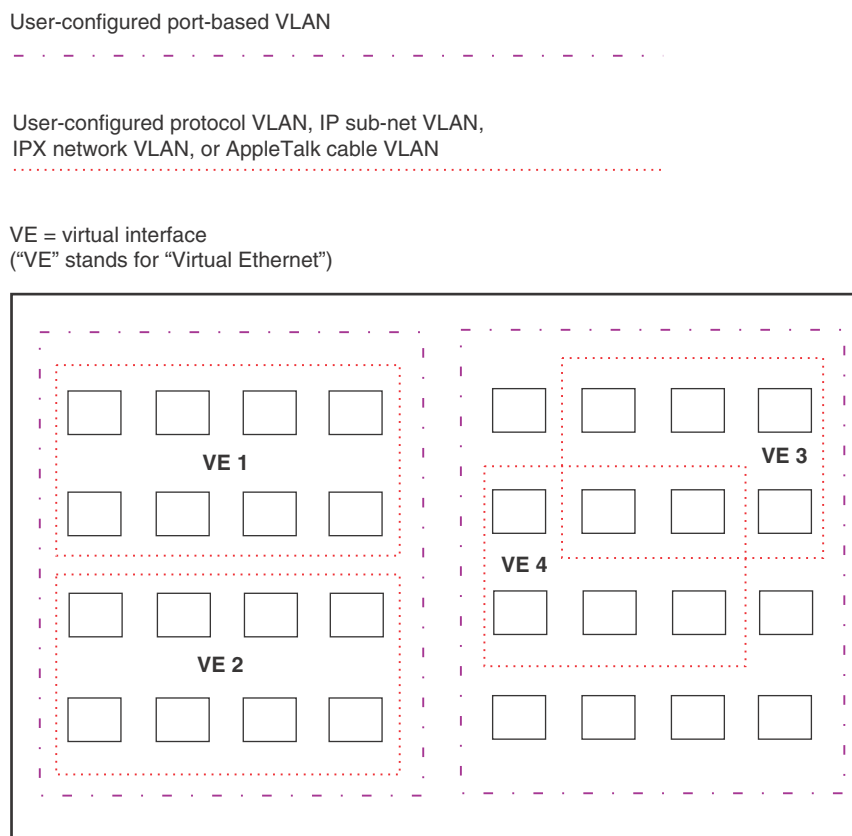 User-configured port-based VLAN
User-configured protocol VLAN, IP sub-net VLAN,
IPX network VLAN, or AppleTalk cable VLAN
VE = virtual interface
(“VE” stands for “Virtual Ethernet”)
VE 1
VE 2
VE 3
VE 4